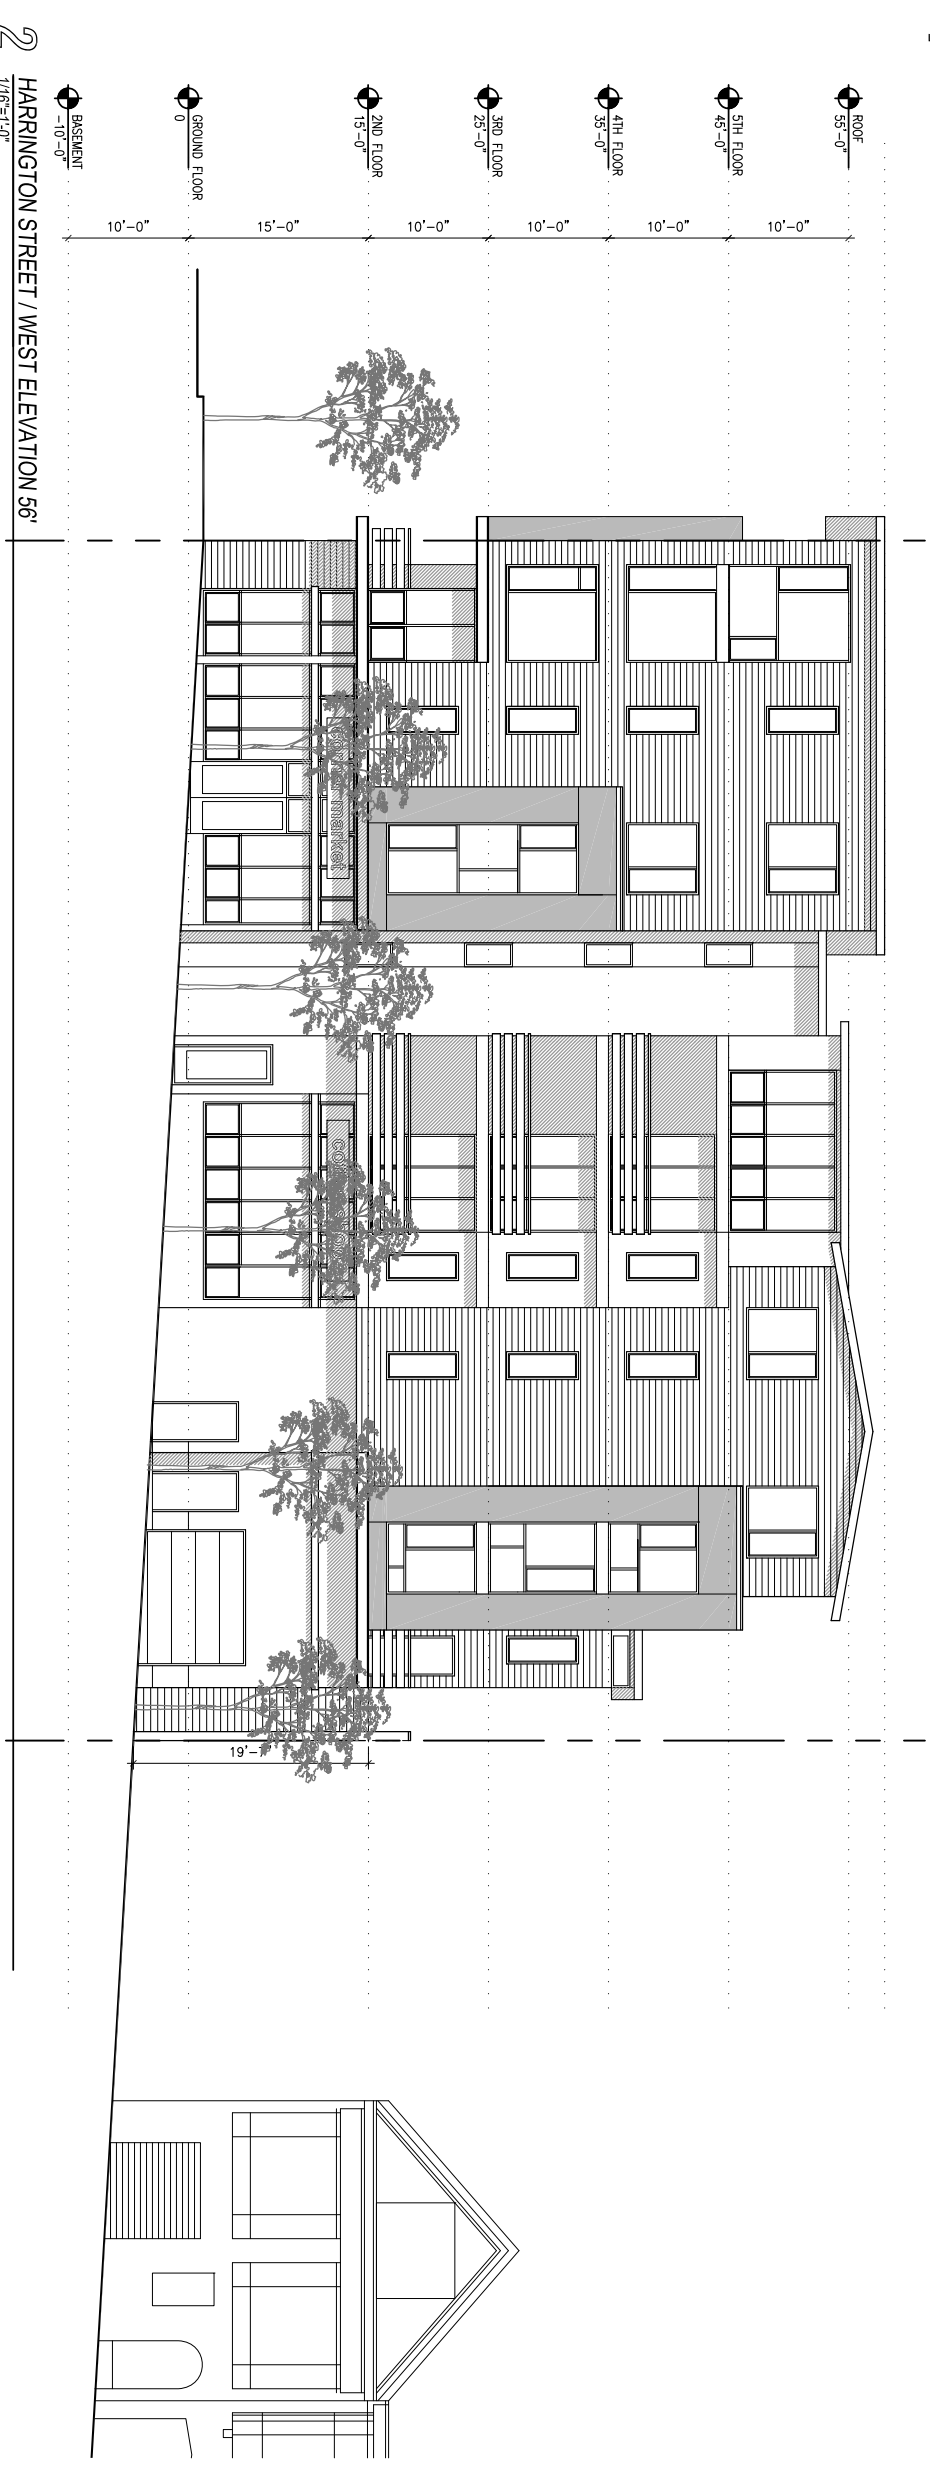 2
HARRINGTON STREET / WEST ELEVATION 56'
1/16"=1'-0"
ROOF
55'-0"
5TH FLOOR
45'-0"
4TH FLOOR
35'-0"
3RD FLOOR
25'-0"
2ND FLOOR
15'-0"
GROUND FLOOR
0
BASEMENT
-10'-0"
10'-0"
10'-0"
10'-0"
10'-0"
15'-0"
10'-0"
market